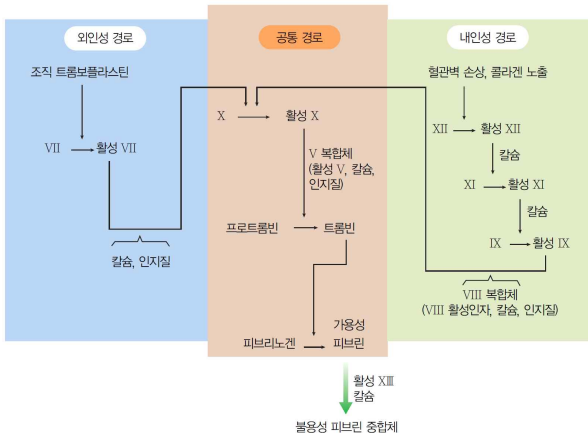 외인성 경로
조직 트롬보플라스틴
VII
활성 VII
칼슘, 인지질
공통 경로
X
활성 X
V 복합체
(활성 V, 칼슘,
인지질)
프로트롬빈
트롬빈
가용성
피브리노겐
피브린
활성 XIII
칼슘
불용성 피브린 중합체
내인성 경로
혈관벽 손상, 콜라겐 노출
XII
활성 XII
칼슘
XI
활성 XI
칼슘
IX
활성 IX
VIII 복합체
(VIII 활성인자, 칼슘, 인지질)